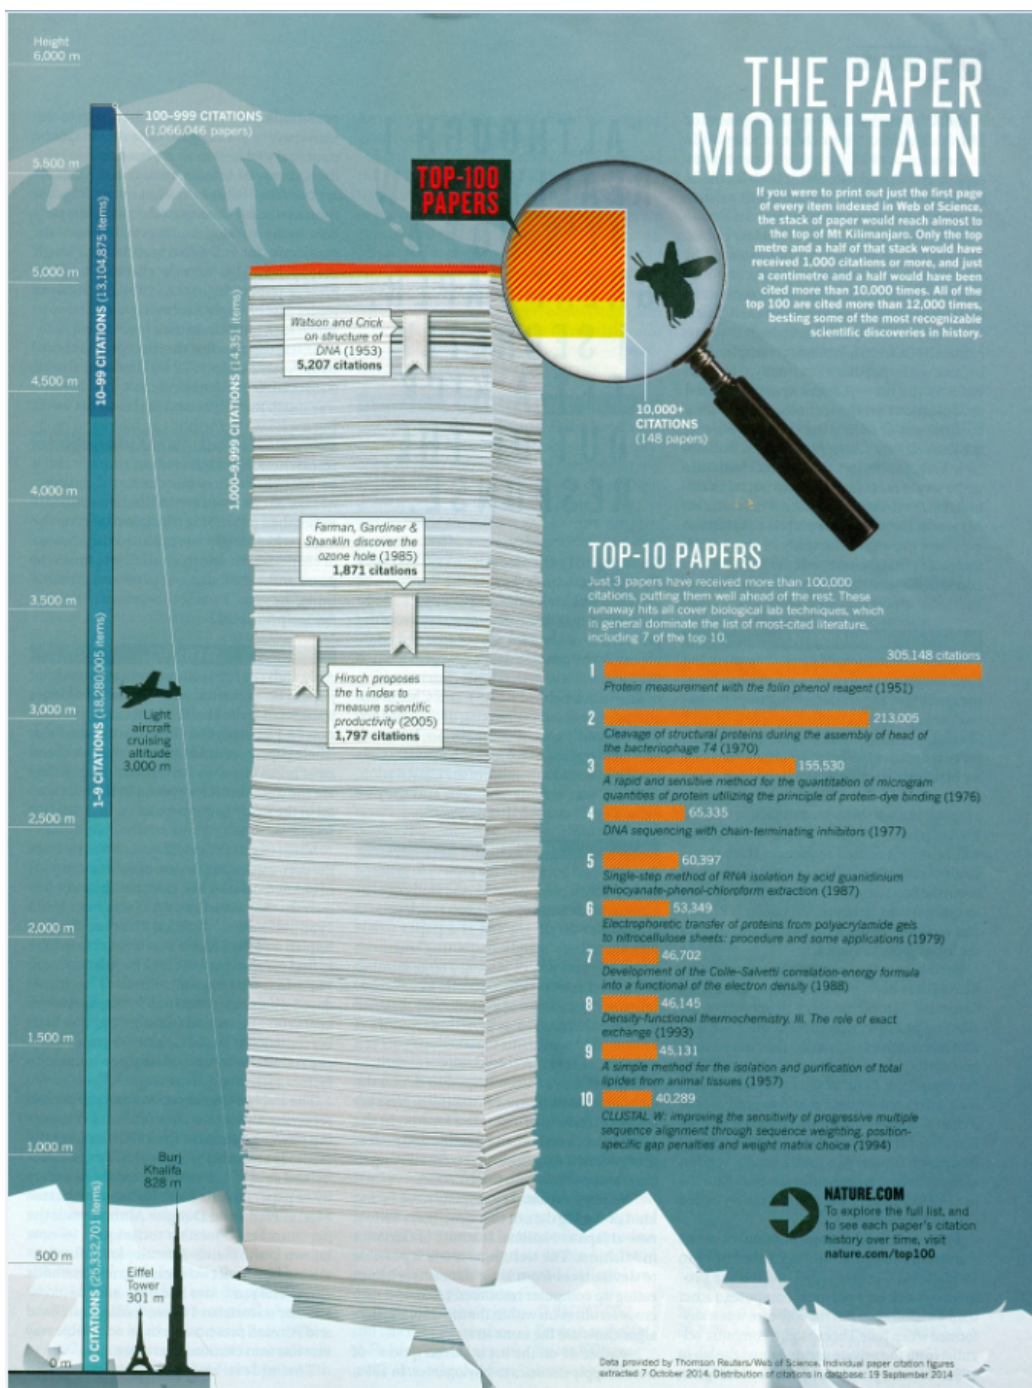 Height
6,000 m
5,500 m
5,000 m
4,500 m
4,000 m
3,500 m
3,000 m
2,500 m
2,000 m
1,500 m
1,000 m
500 m
0 m
100–999 CITATIONS
(1,066,046 papers)
10–99 CITATIONS (13,104,875 items)
1–9 CITATIONS (18,280,005 items)
0 CITATIONS (25,332,701 items)
Light
aircraft
cruising
altitude
3,000 m
Burj
Khalifa
828 m
Eiffel
Tower
301 m
1,000–9,999 CITATIONS (14,351 items)
TOP-100
PAPERS
Watson and Crick
on structure of
DNA (1953)
5,207 citations
Farman, Gardiner &
Shanklin discover the
ozone hole (1985)
1,871 citations
Hirsch proposes
the h index to
measure scientific
productivity (2005)
1,797 citations
10,000+
CITATIONS
(148 papers)
THE PAPER
MOUNTAIN
If you were to print out just the first page
of every item indexed in Web of Science,
the stack of paper would reach almost to
the top of Mt Kilimanjaro. Only the top
metre and a half of that stack would have
received 1,000 citations or more, and just
a centimetre and a half would have been
cited more than 10,000 times. All of the
top 100 are cited more than 12,000 times,
besting some of the most recognizable
scientific discoveries in history.
TOP-10 PAPERS
Just 3 papers have received more than 100,000
citations, putting them well ahead of the rest. These
runaway hits all cover biological lab techniques, which
in general dominate the list of most-cited literature,
including 7 of the top 10.
305,148 citations
1
Protein measurement with the folin phenol reagent (1951)
2 213,005
Cleavage of structural proteins during the assembly of head of
the bacteriophage T4 (1970)
3 155,530
A rapid and sensitive method for the quantitation of microgram
quantities of protein utilizing the principle of protein-dye binding (1976)
4 65,335
DNA sequencing with chain-terminating inhibitors (1977)
5 60,397
Single-step method of RNA isolation by acid guanidinium
thiocyanate-phenol-chloroform extraction (1987)
6 53,349
Electrophoretic transfer of proteins from polyacrylamide gels
to nitrocellulose sheets: procedure and some applications (1979)
7 46,702
Development of the Colle–Salvetti correlation-energy formula
into a functional of the electron density (1988)
8 46,145
Density-functional thermochemistry. III. The role of exact
exchange (1993)
9 45,131
A simple method for the isolation and purification of total
lipides from animal tissues (1957)
10 40,289
CLUSTAL W: improving the sensitivity of progressive multiple
sequence alignment through sequence weighting, position-
specific gap penalties and weight matrix choice (1994)
NATURE.COM
To explore the full list, and
to see each paper's citation
history over time, visit
nature.com/top100
Data provided by Thomson Reuters/Web of Science. Individual paper citation figures
extracted 7 October 2014. Distribution of citations in database: 19 September 2014